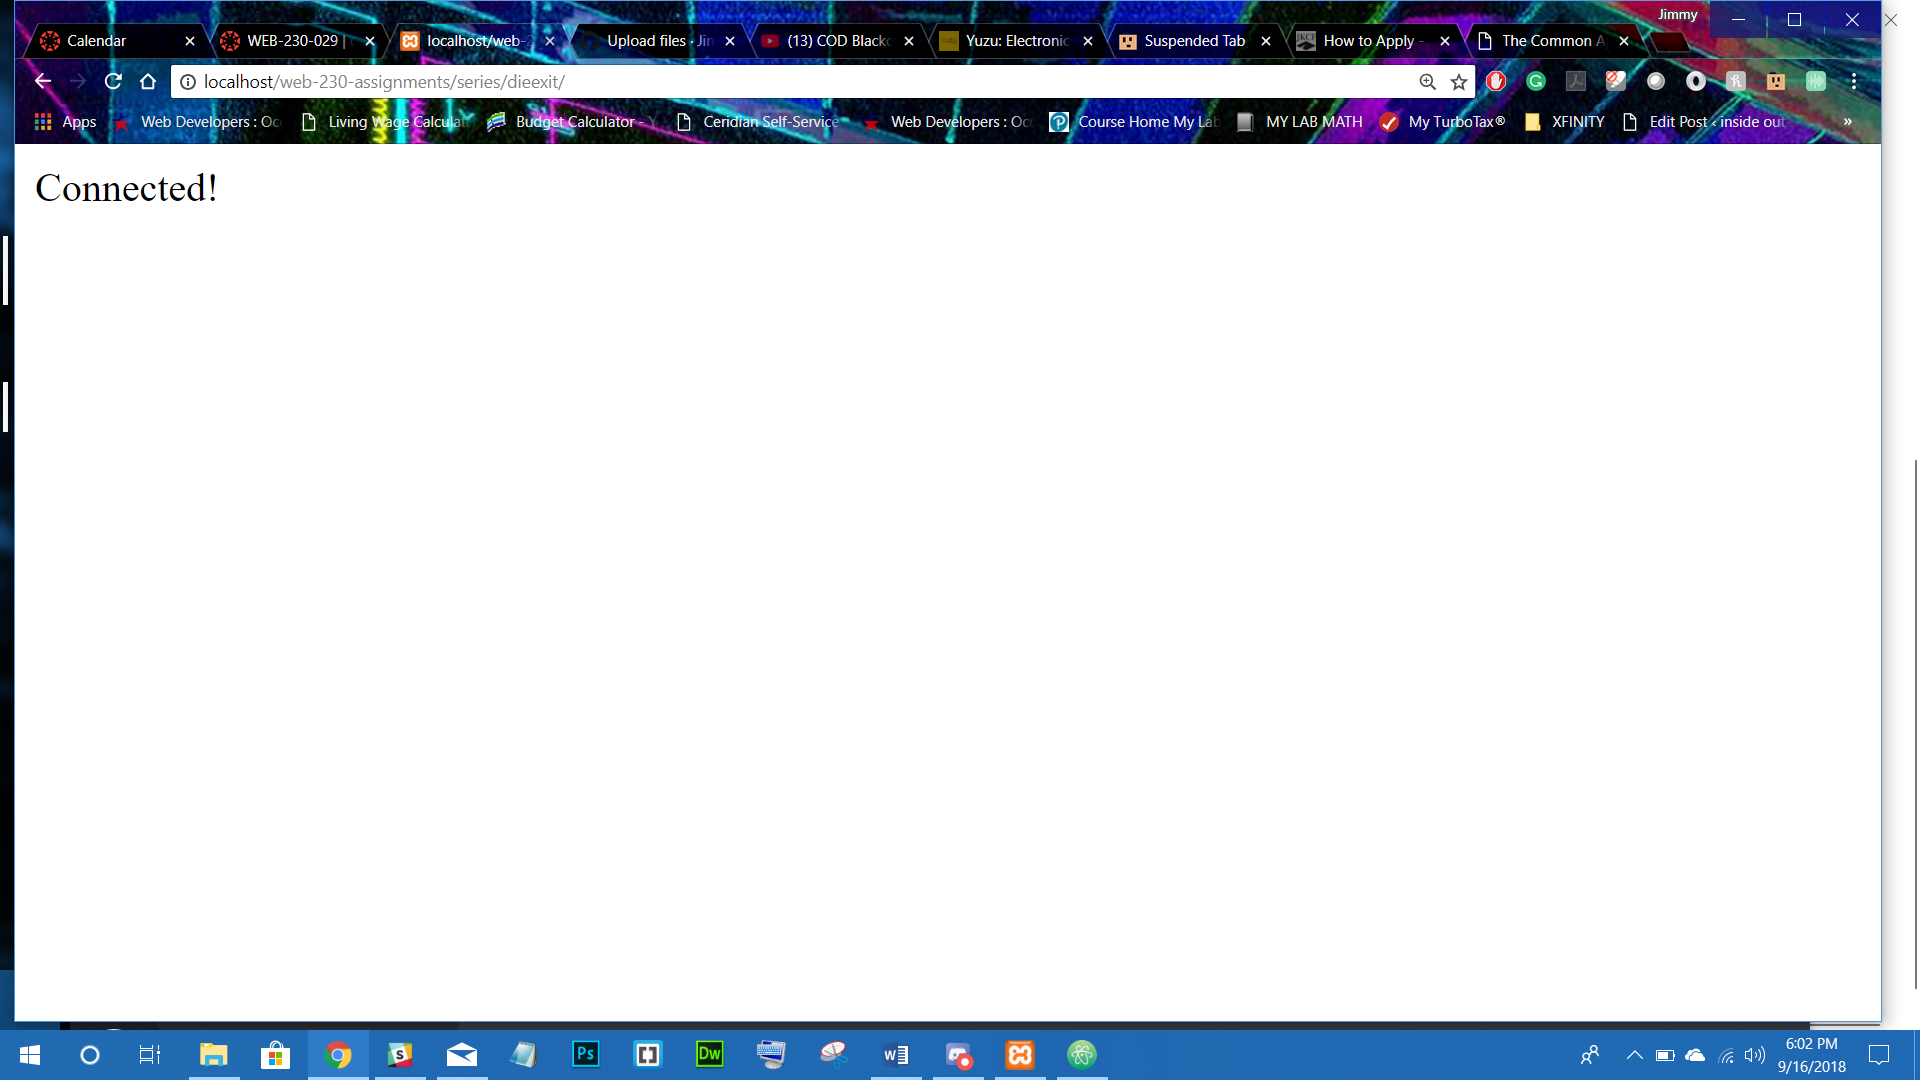 Jimmy
Calendar
WEB-230-029 |
localhost/web-2
Upload files · Jim
(13) COD Blacko
Yuzu: Electronic
Suspended Tab
How to Apply -
The Common A
localhost/web-230-assignments/series/dieexit/
Apps
Web Developers : Occ
Living Wage Calculat
Budget Calculator - Y
Ceridian Self-Service
Web Developers : Occ
Course Home My Lab
MY LAB MATH
My TurboTax®
XFINITY
Edit Post ‹ inside out
»
Connected!
6:02 PM
9/16/2018